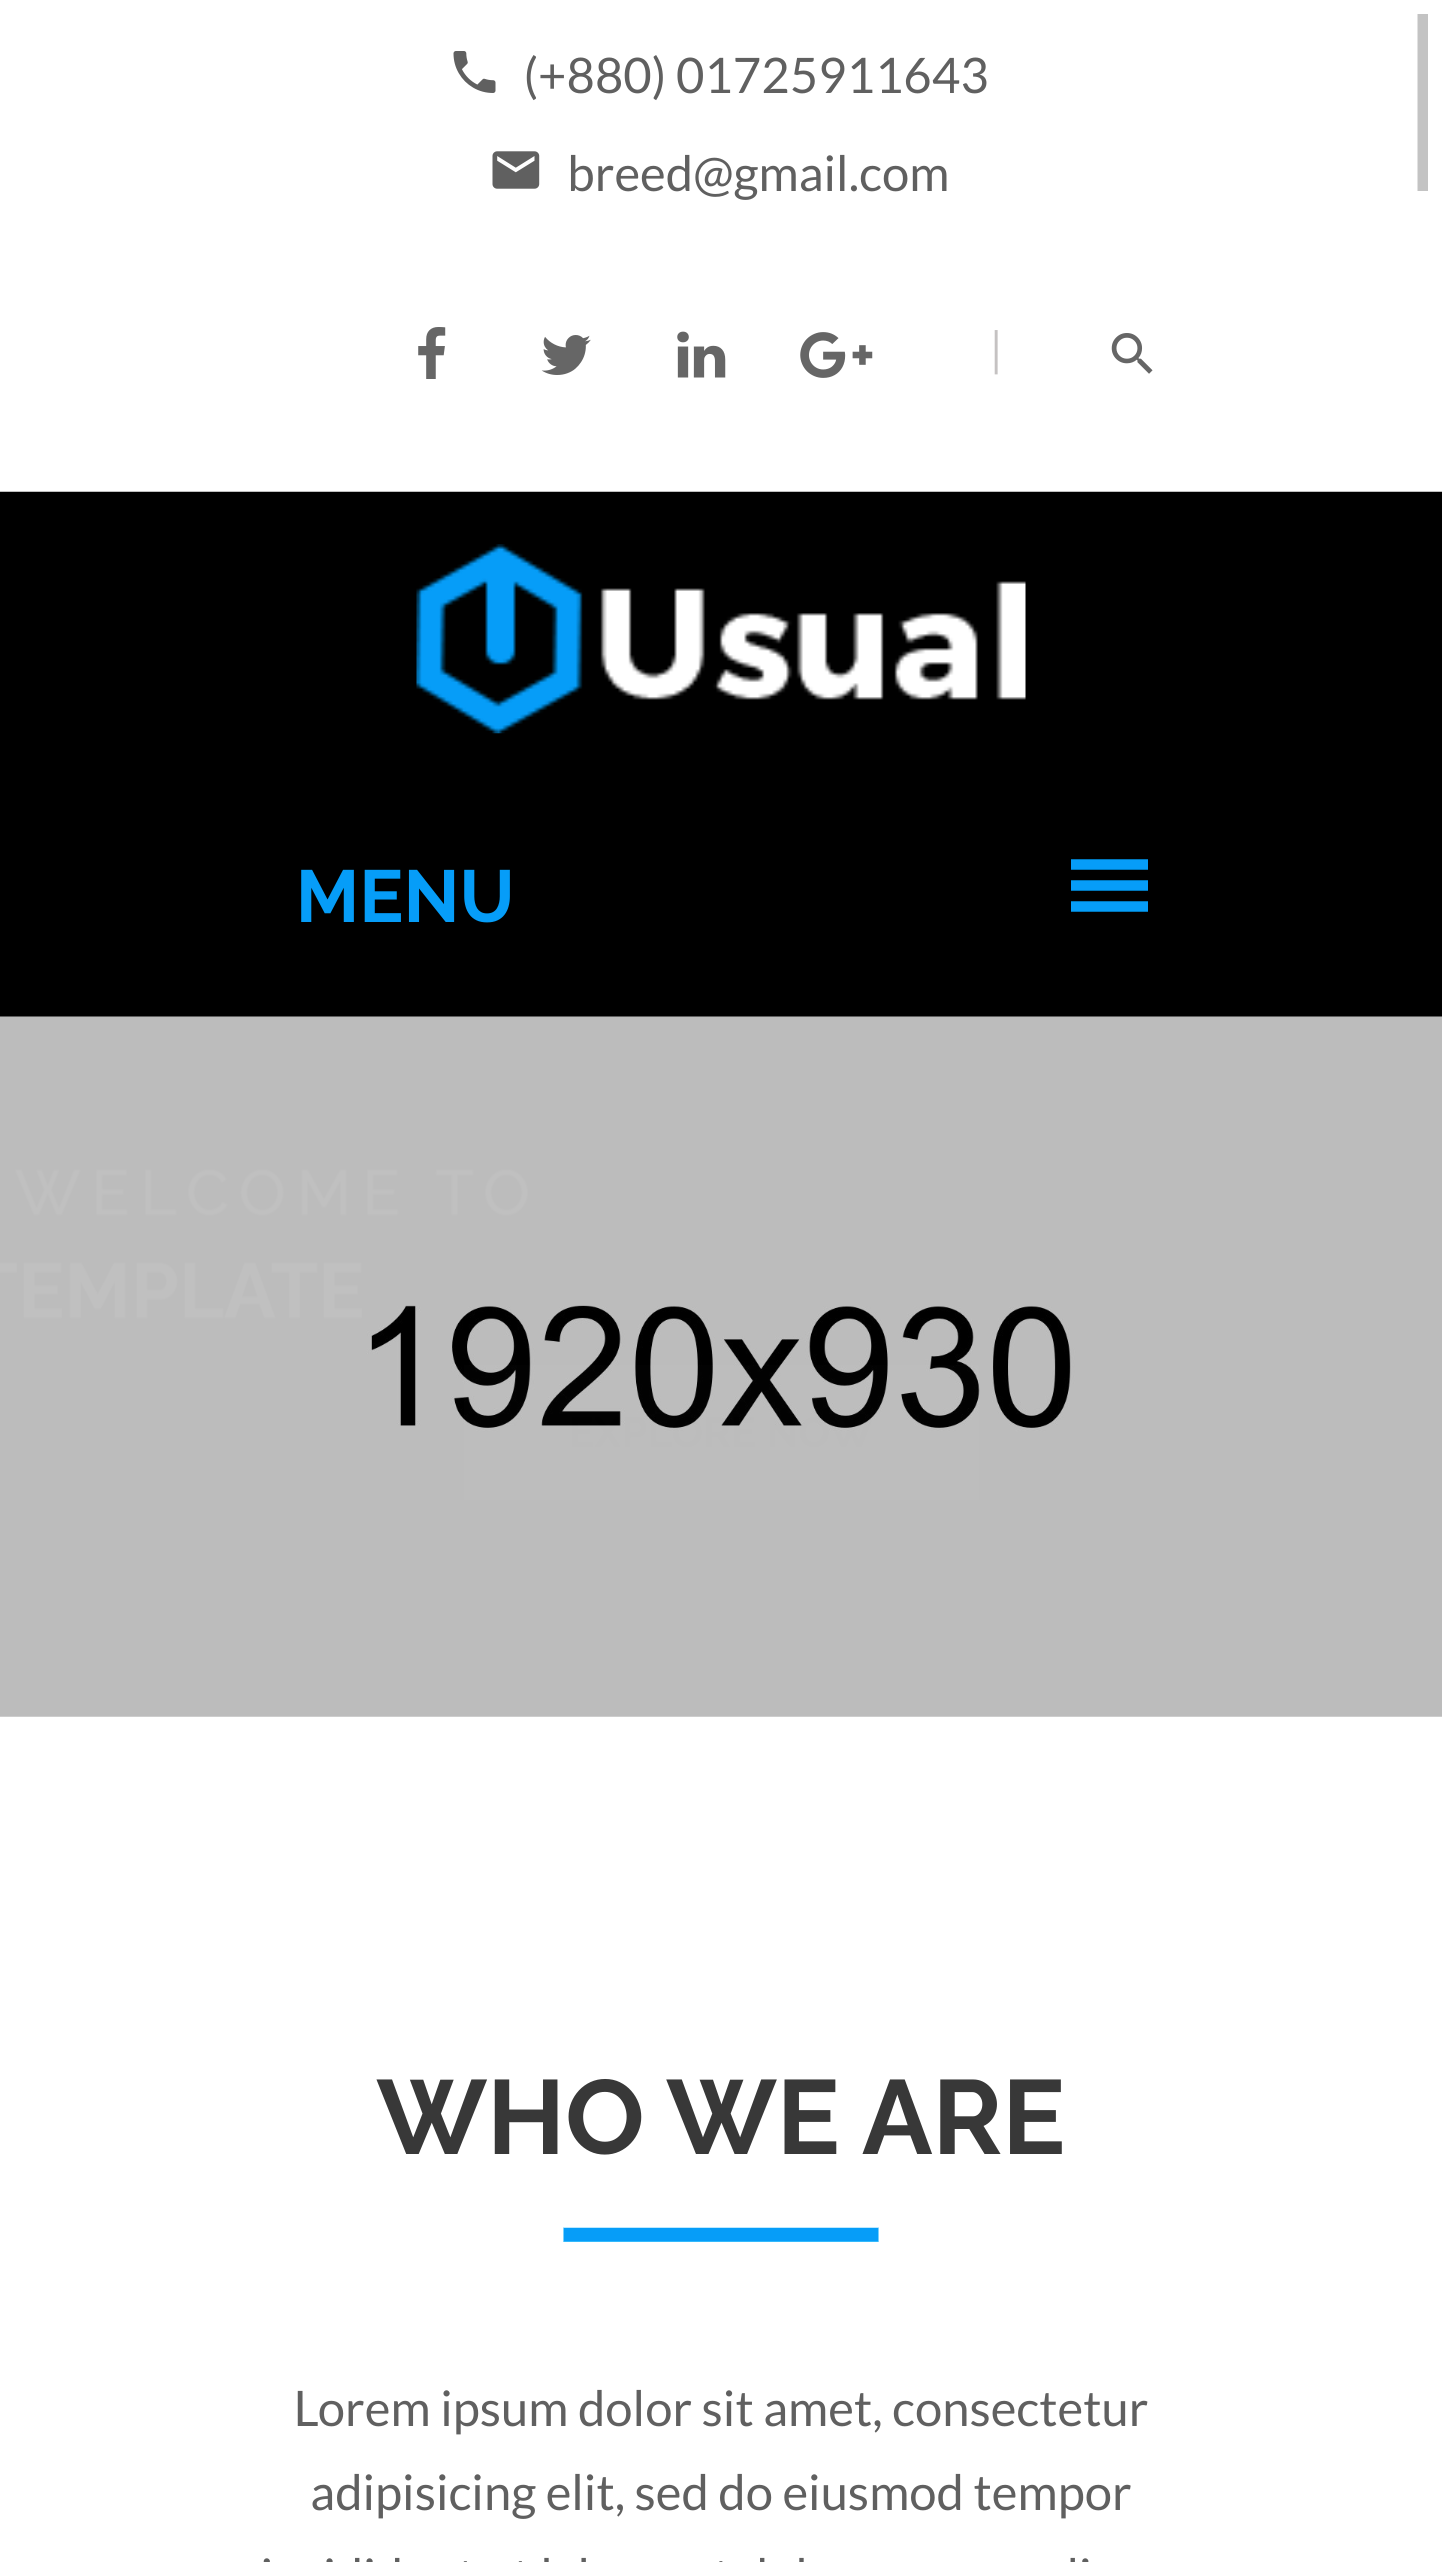 (+880) 01725911643
breed@gmail.com
Usual
MENU
WELCOME TO
TEMPLATE
1920x930
WHO WE ARE
Lorem ipsum dolor sit amet, consectetur
adipisicing elit, sed do eiusmod tempor